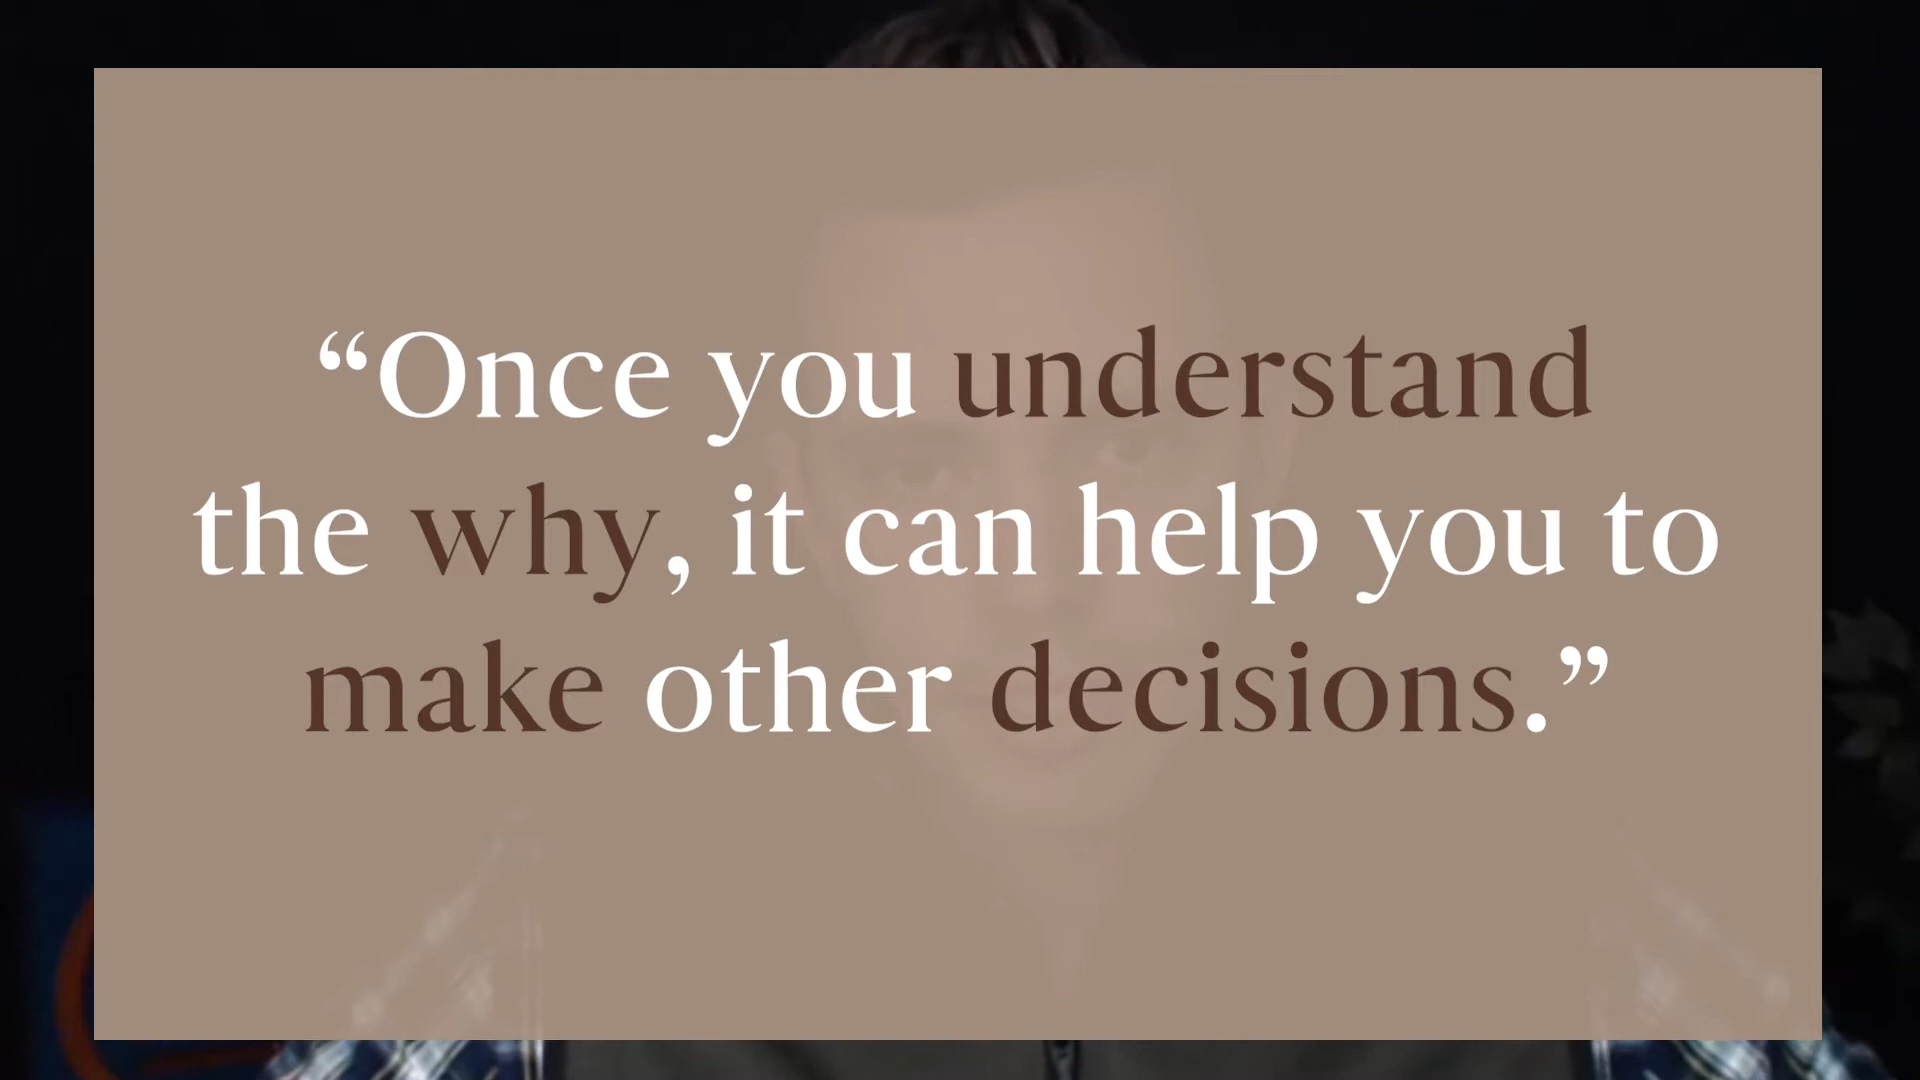 “Once you understand
the why, it can help you to
make other decisions.”